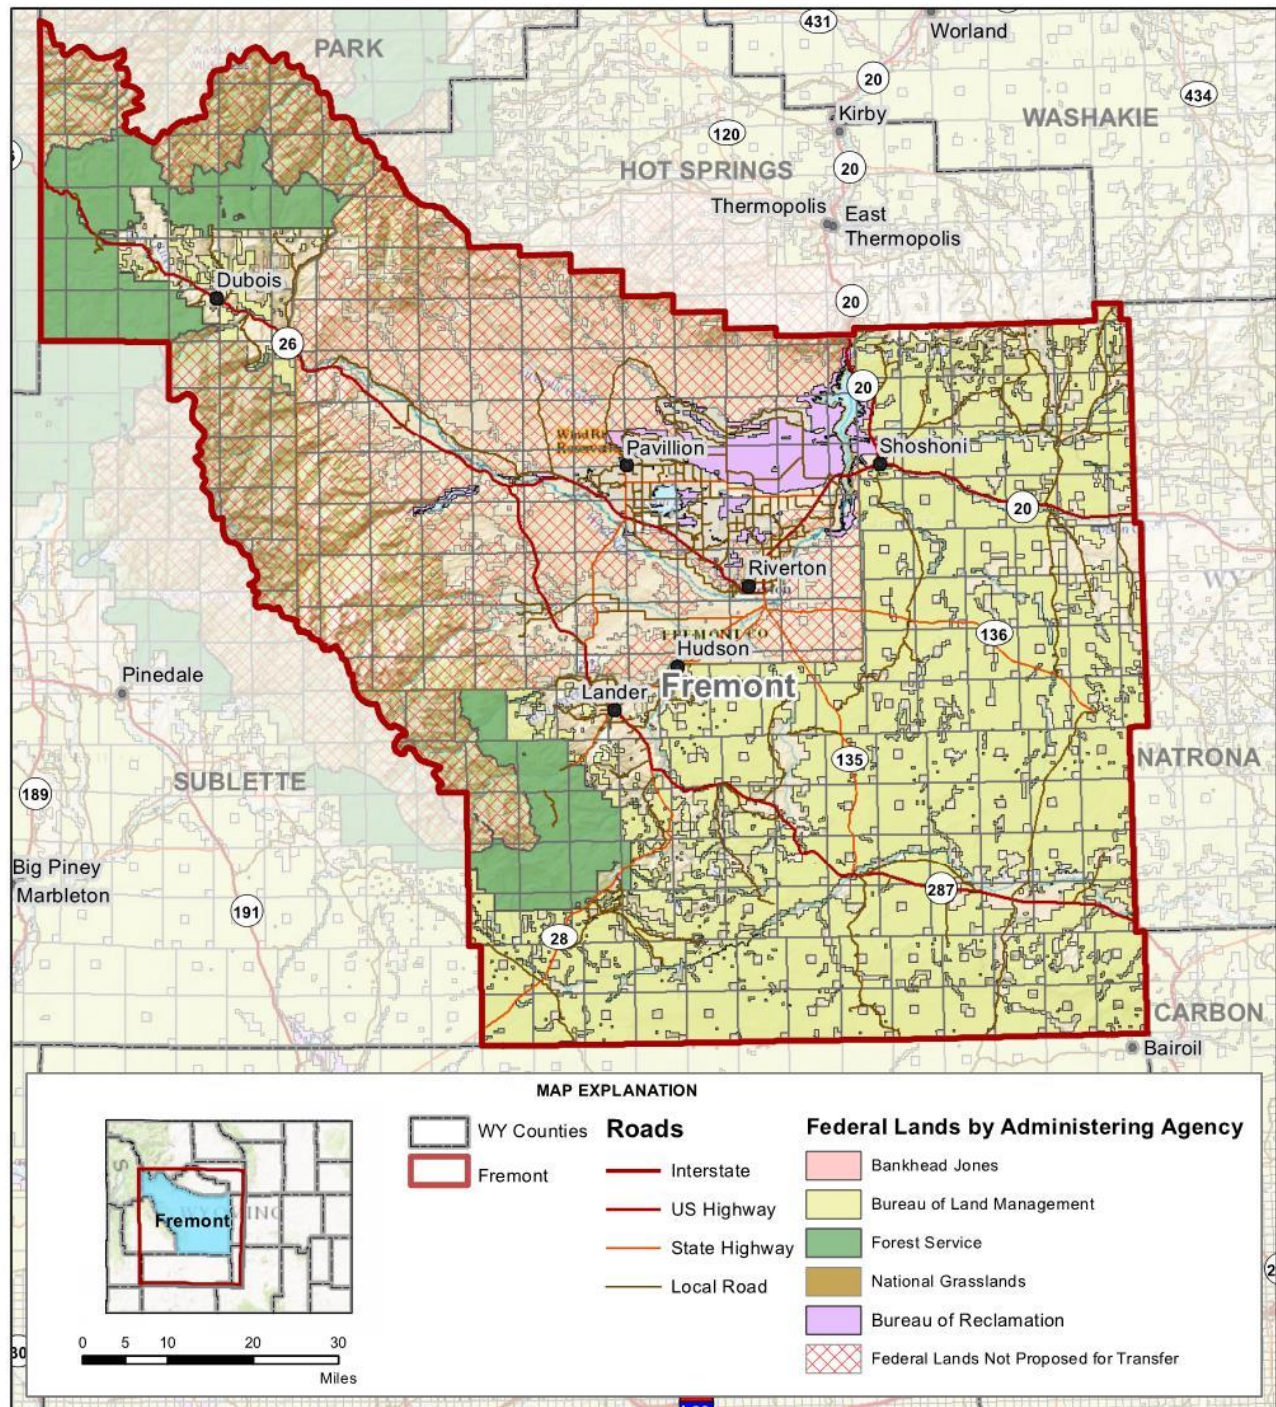 431
Worland
PARK
20
434
Kirby
120
WASHAKIE
HOT SPRINGS
20
Thermopolis
East
Thermopolis
Dubois
20
26
20
Pavillion
Shoshoni
20
Riverton
136
FREMONT CO
Hudson
Pinedale
Lander
Fremont
135
NATRONA
SUBLETTE
189
Big Piney
Marbleton
287
191
28
CARBON
Bairoil
MAP EXPLANATION
WY Counties
Fremont
Roads
Interstate
US Highway
State Highway
Local Road
Federal Lands by Administering Agency
Bankhead Jones
Bureau of Land Management
Forest Service
National Grasslands
Bureau of Reclamation
Federal Lands Not Proposed for Transfer
Fremont
WYOMING
0 5 10 20 30
Miles